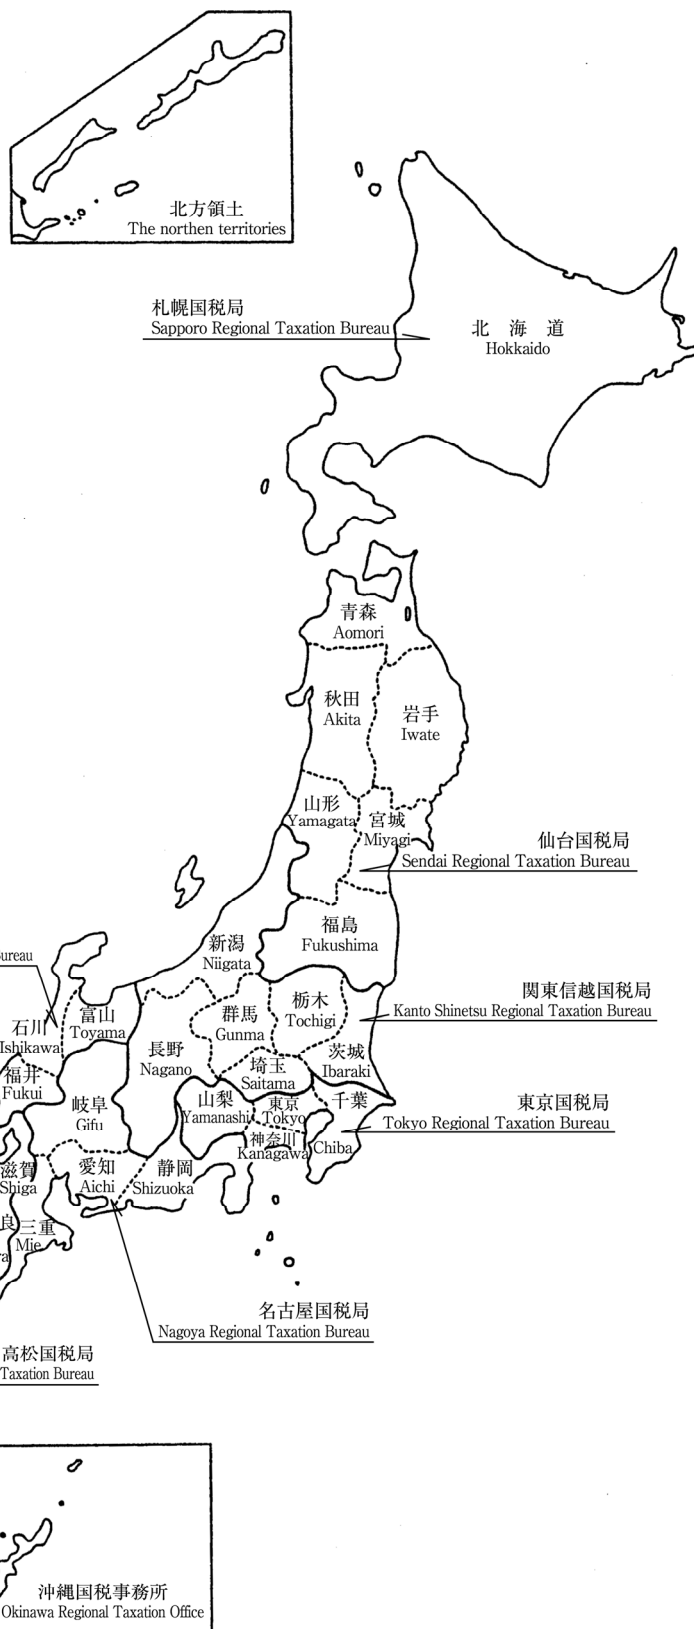 北方領土
The northen territories
札幌国税局
Sapporo Regional Taxation Bureau
北海道
Hokkaido
青森
Aomori
秋田
Akita
岩手
Iwate
山形
Yamagata
宮城
Miyagi
仙台国税局
Sendai Regional Taxation Bureau
福島
Fukushima
新潟
Niigata
ureau
関東信越国税局
Kanto Shinetsu Regional Taxation Bureau
栃木
Tochigi
群馬
Gunma
富山
Toyama
石川
Ishikawa
長野
Nagano
茨城
Ibaraki
埼玉
Saitama
福井
Fukui
岐阜
Gifu
山梨
Yamanashi
東京
Tokyo
千葉
Chiba
東京国税局
Tokyo Regional Taxation Bureau
神奈川
Kanagawa
滋賀
Shiga
愛知
Aichi
静岡
Shizuoka
良
ra
三重
Mie
名古屋国税局
Nagoya Regional Taxation Bureau
高松国税局
Taxation Bureau
沖縄国税事務所
Okinawa Regional Taxation Office